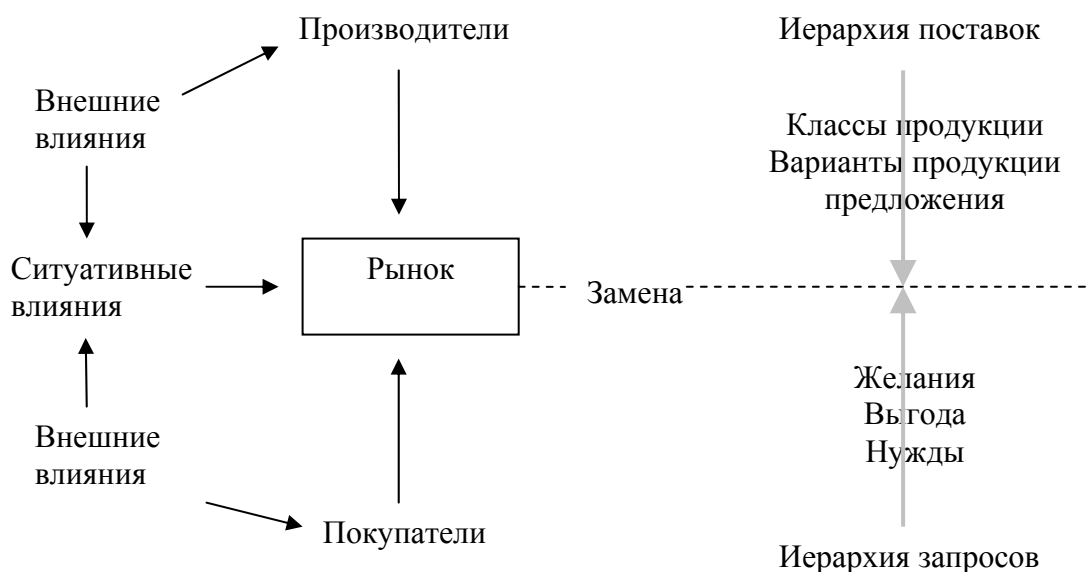 Производители
Иерархия поставок
Внешние
влияния
Классы продукции
Варианты продукции
предложения
Ситуативные
влияния
Рынок
Замена
Желания
Выгода
Нужды
Внешние
влияния
Покупатели
Иерархия запросов